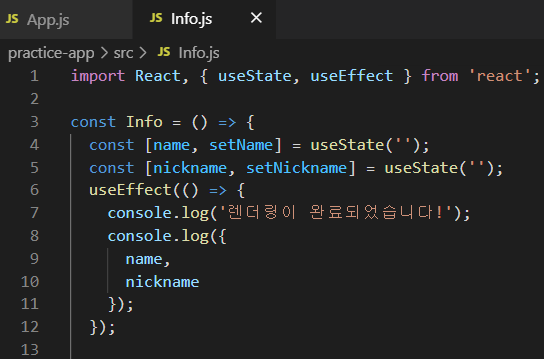 JS App.js
JS Info.js ×
practice-app > src > JS Info.js
1 import React, { useState, useEffect } from 'react';
2
3 const Info = () => {
4 const [name, setName] = useState('');
5 const [nickname, setNickname] = useState('');
6 useEffect(() => {
7 console.log('렌더링이 완료되었습니다!');
8 console.log({
9 name,
10 nickname
11 });
12 });
13